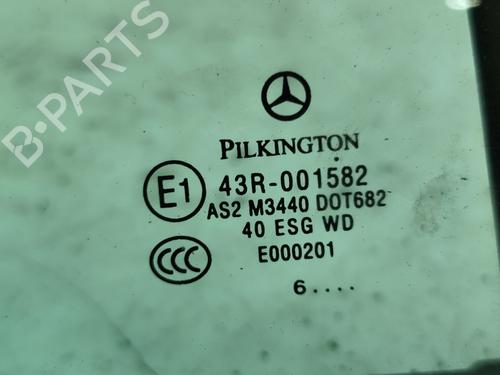 B-PARTS
PILKINGTON
E1 43R-001582
AS2 M3440 DOT682
40 ESG WD
CCC E000201
6....